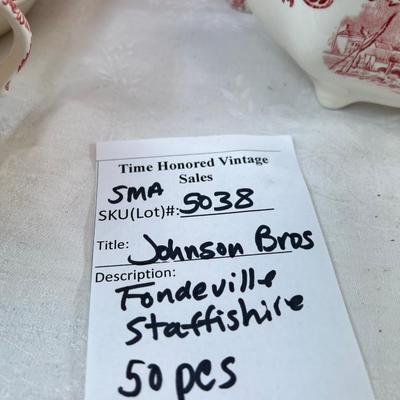 Time Honored Vintage
Sales
SMA
SKU(Lot)#: 5038
Title: Johnson Bros
Description:
Fondeville
Staffishire
50 pcs